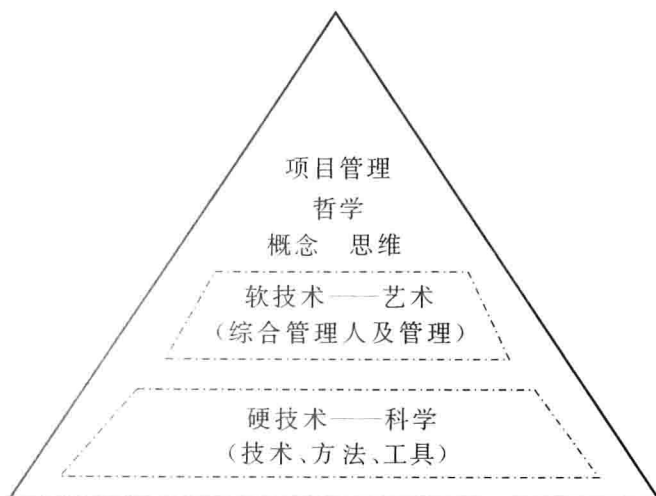 项目管理
哲学
概念 思维
软技术——艺术
(综合管理人及管理)
硬技术——科学
(技术、方法、工具)